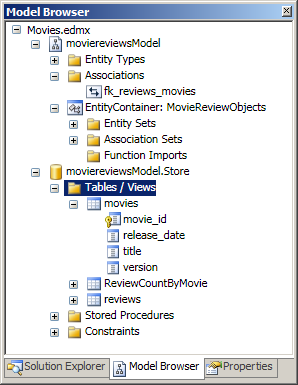 Model Browser
Movies.edmx
moviereviewsModel
Entity Types
Associations
fk_reviews_movies
EntityContainer: MovieReviewObjects
Entity Sets
Association Sets
Function Imports
moviereviewsModel.Store
Tables / Views
movies
movie_id
release_date
title
version
ReviewCountByMovie
reviews
Stored Procedures
Constraints
Solution Explorer Model Browser Properties